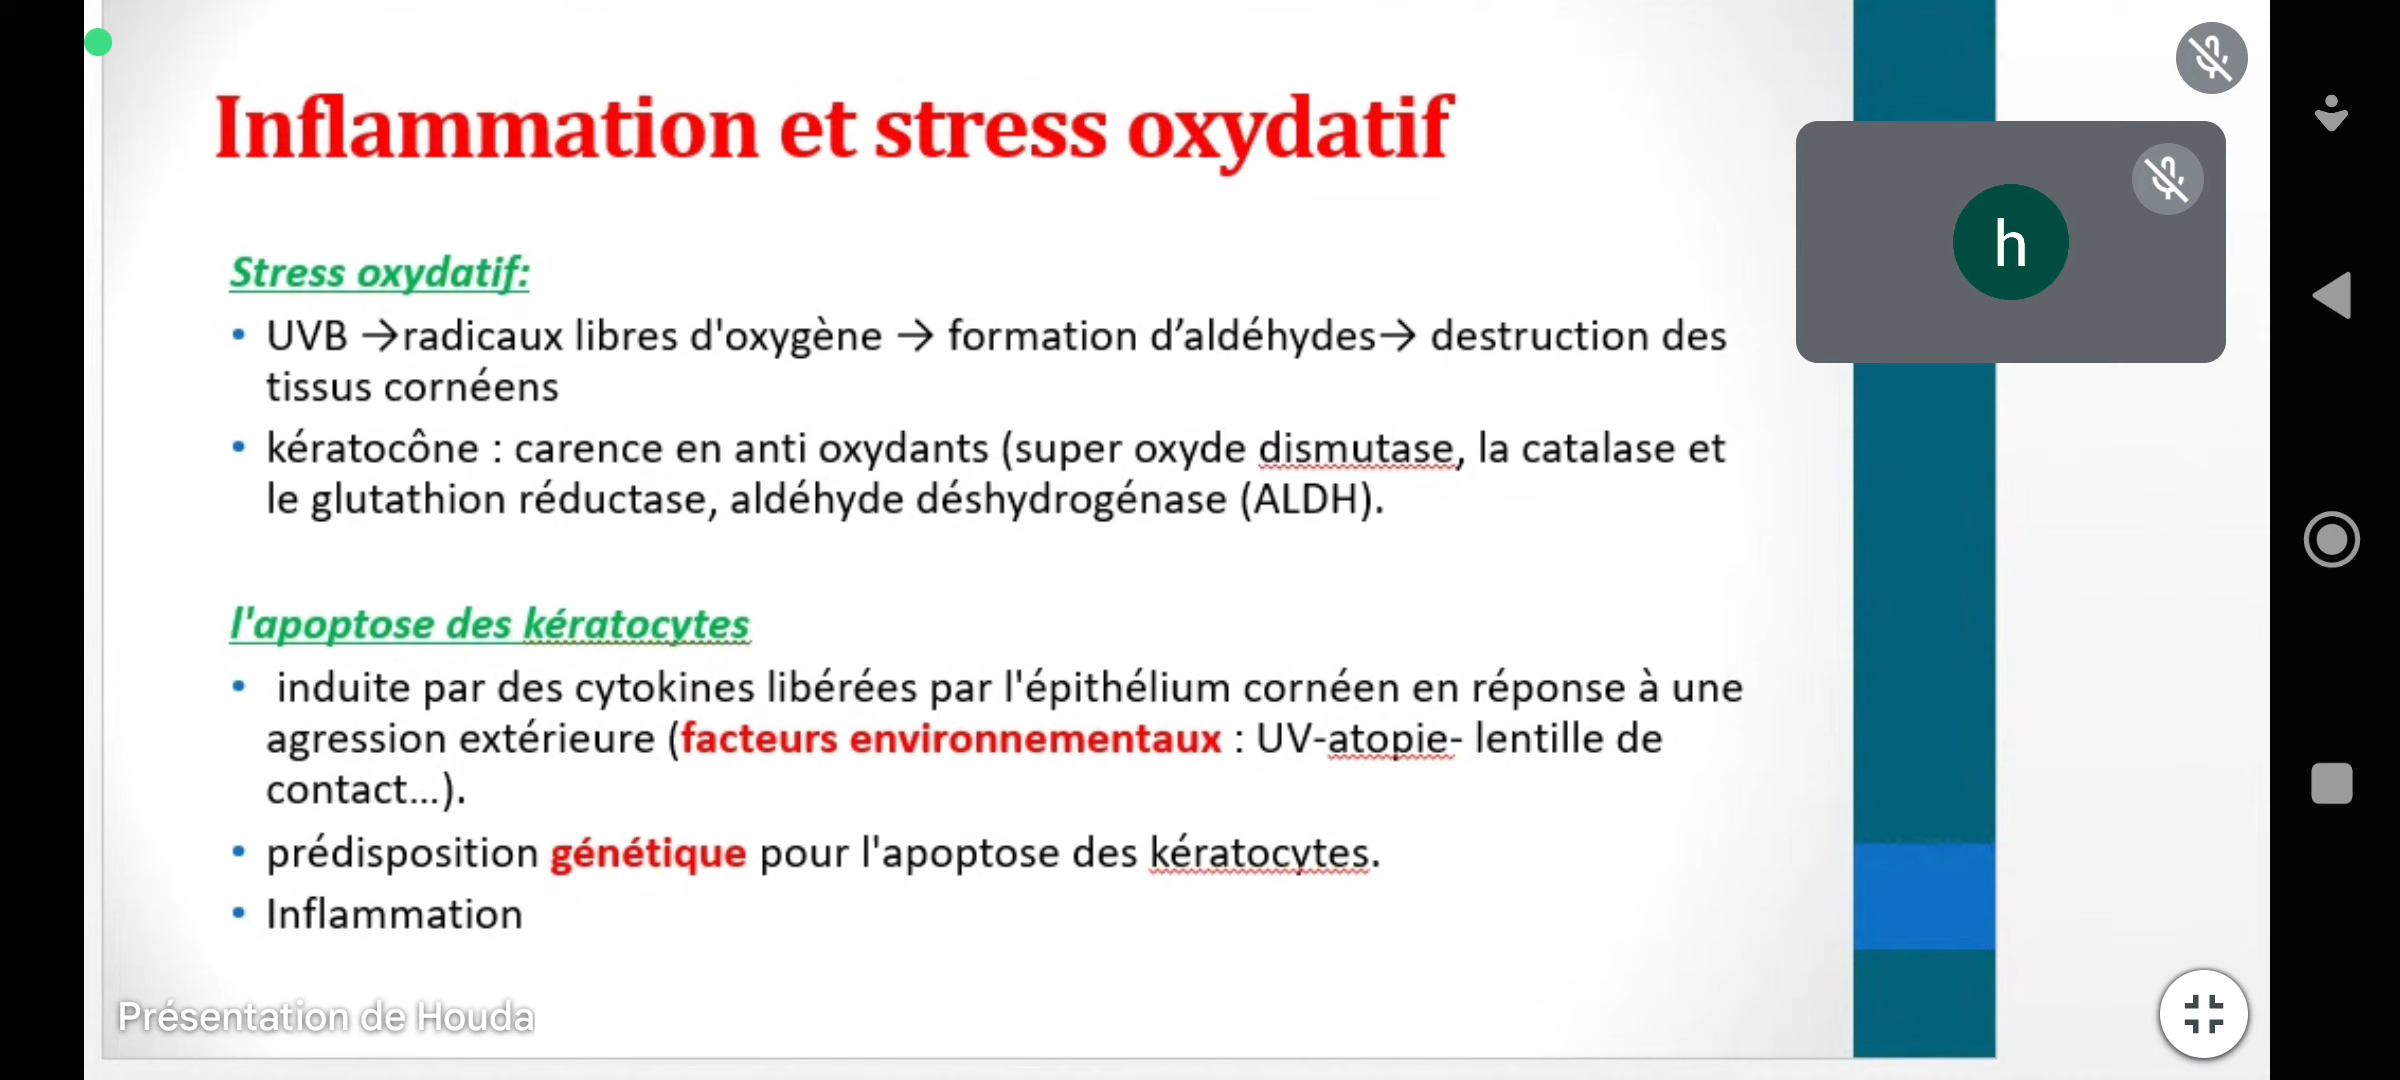 Inflammation et stress oxydatif
Stress oxydatif:
• UVB →radicaux libres d'oxygène → formation d’aldéhydes→ destruction des
tissus cornéens
• kératocône : carence en anti oxydants (super oxyde dismutase, la catalase et
le glutathion réductase, aldéhyde déshydrogénase (ALDH).
l'apoptose des kératocytes
• induite par des cytokines libérées par l'épithélium cornéen en réponse à une
agression extérieure (facteurs environnementaux : UV-atopie- lentille de
contact...).
• prédisposition génétique pour l'apoptose des kératocytes.
• Inflammation
Présentation de Houda
h